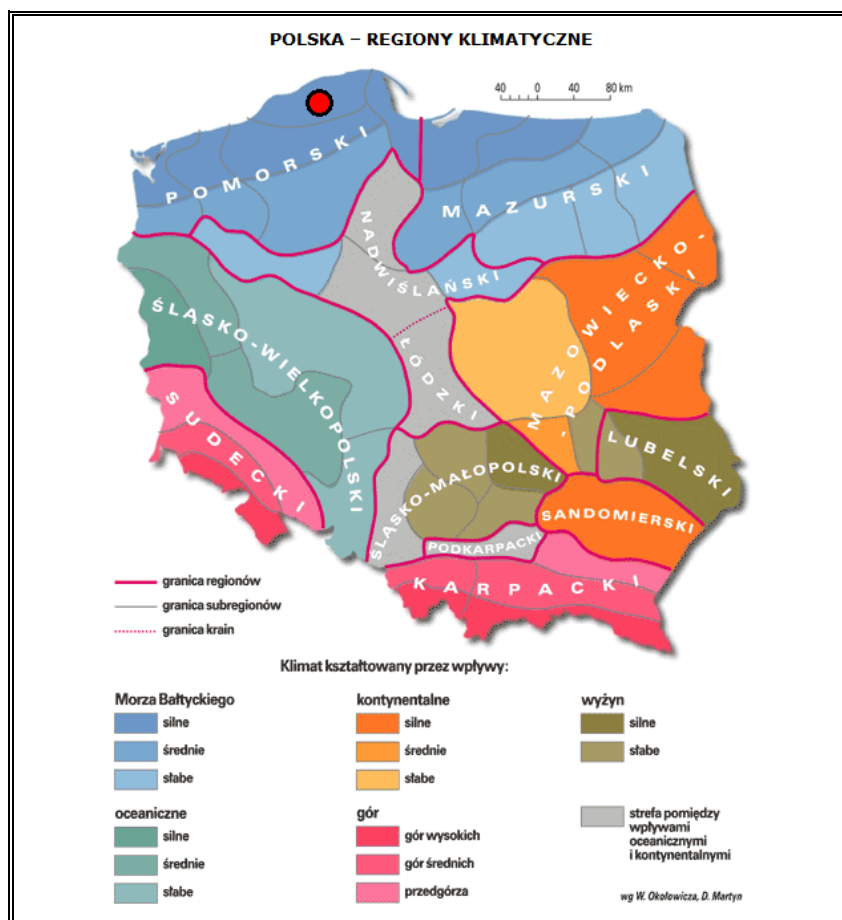 POLSKA – REGIONY KLIMATYCZNE
40 0 40 80 km
POMORSKI
MAZURSKI
NADWIŚLAŃSKI
MAZOWIECKO-
-PODLASKI
ŚLĄSKO-WIELKOPOLSKI
ŁÓDZKI
SUDECKI
LUBELSKI
ŚLĄSKO-MAŁOPOLSKI
SANDOMIERSKI
PODKARPACKI
KARPACKI
granica regionów
granica subregionów
granica krain
Klimat kształtowany przez wpływy:
Morza Bałtyckiego
silne
średnie
słabe
kontynentalne
silne
średnie
słabe
wyżyn
silne
słabe
oceaniczne
silne
średnie
słabe
gór
gór wysokich
gór średnich
przedgórza
strefa pomiędzy
wpływami
oceanicznymi
i kontynentalnymi
wg W. Okołowicza, D. Martyn